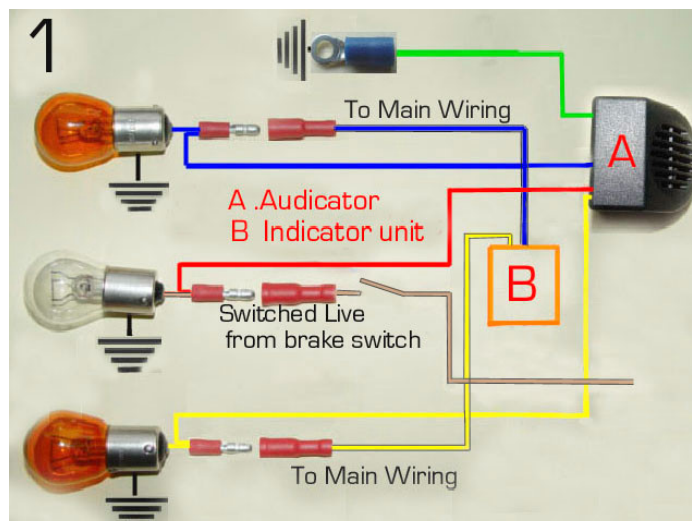 1
To Main Wiring
A
A .Audicator
B Indicator unit
B
Switched Live
from brake switch
To Main Wiring